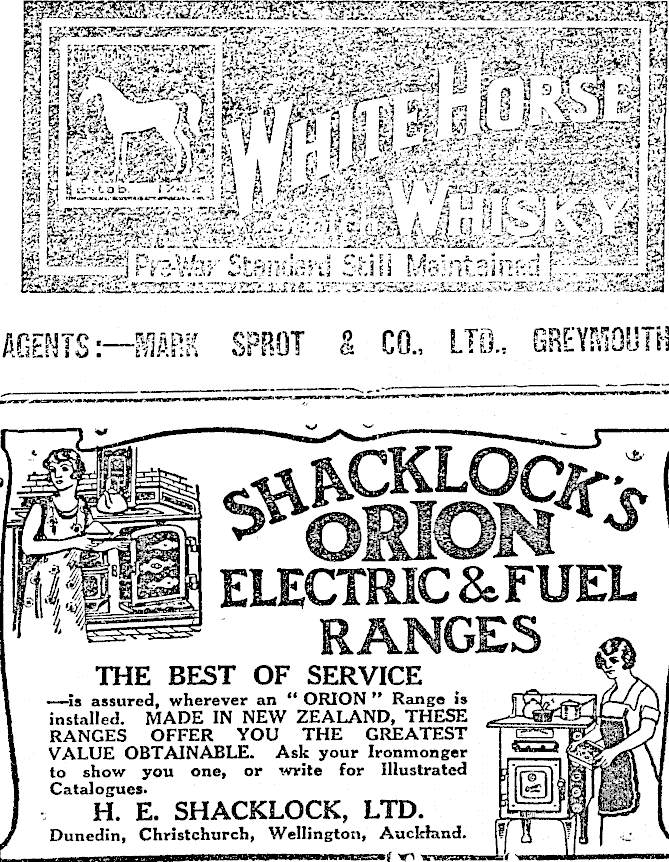 WHITE HORSE
WHISKY
Pre-War Standard Still Maintained
AGENTS:—MARK SPROT & CO., LTD., GREYMOUTH
SHACKLOCK'S
ORION
ELECTRIC & FUEL
RANGES
THE BEST OF SERVICE
—is assured, wherever an "ORION" Range is
installed. MADE IN NEW ZEALAND, THESE
RANGES OFFER YOU THE GREATEST
VALUE OBTAINABLE. Ask your Ironmonger
to show you one, or write for Illustrated
Catalogues.
H. E. SHACKLOCK, LTD.
Dunedin, Christchurch, Wellington, Auckland.